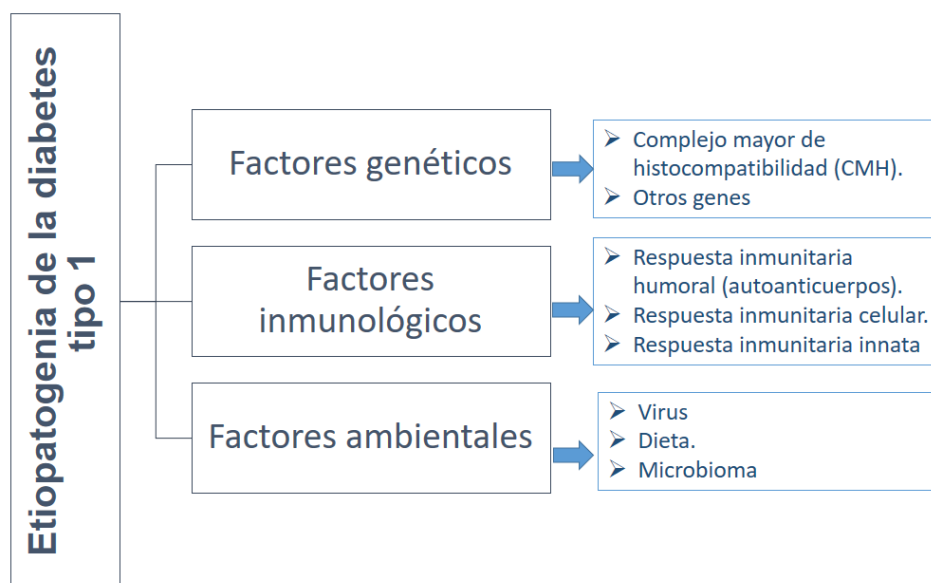 Etiopatogenia de la diabetes
tipo 1
Factores genéticos
Complejo mayor de
histocompatibilidad (CMH).
Otros genes
Factores
inmunológicos
Respuesta inmunitaria
humoral (autoanticuerpos).
Respuesta inmunitaria celular.
Respuesta inmunitaria innata
Factores ambientales
Virus
Dieta.
Microbioma